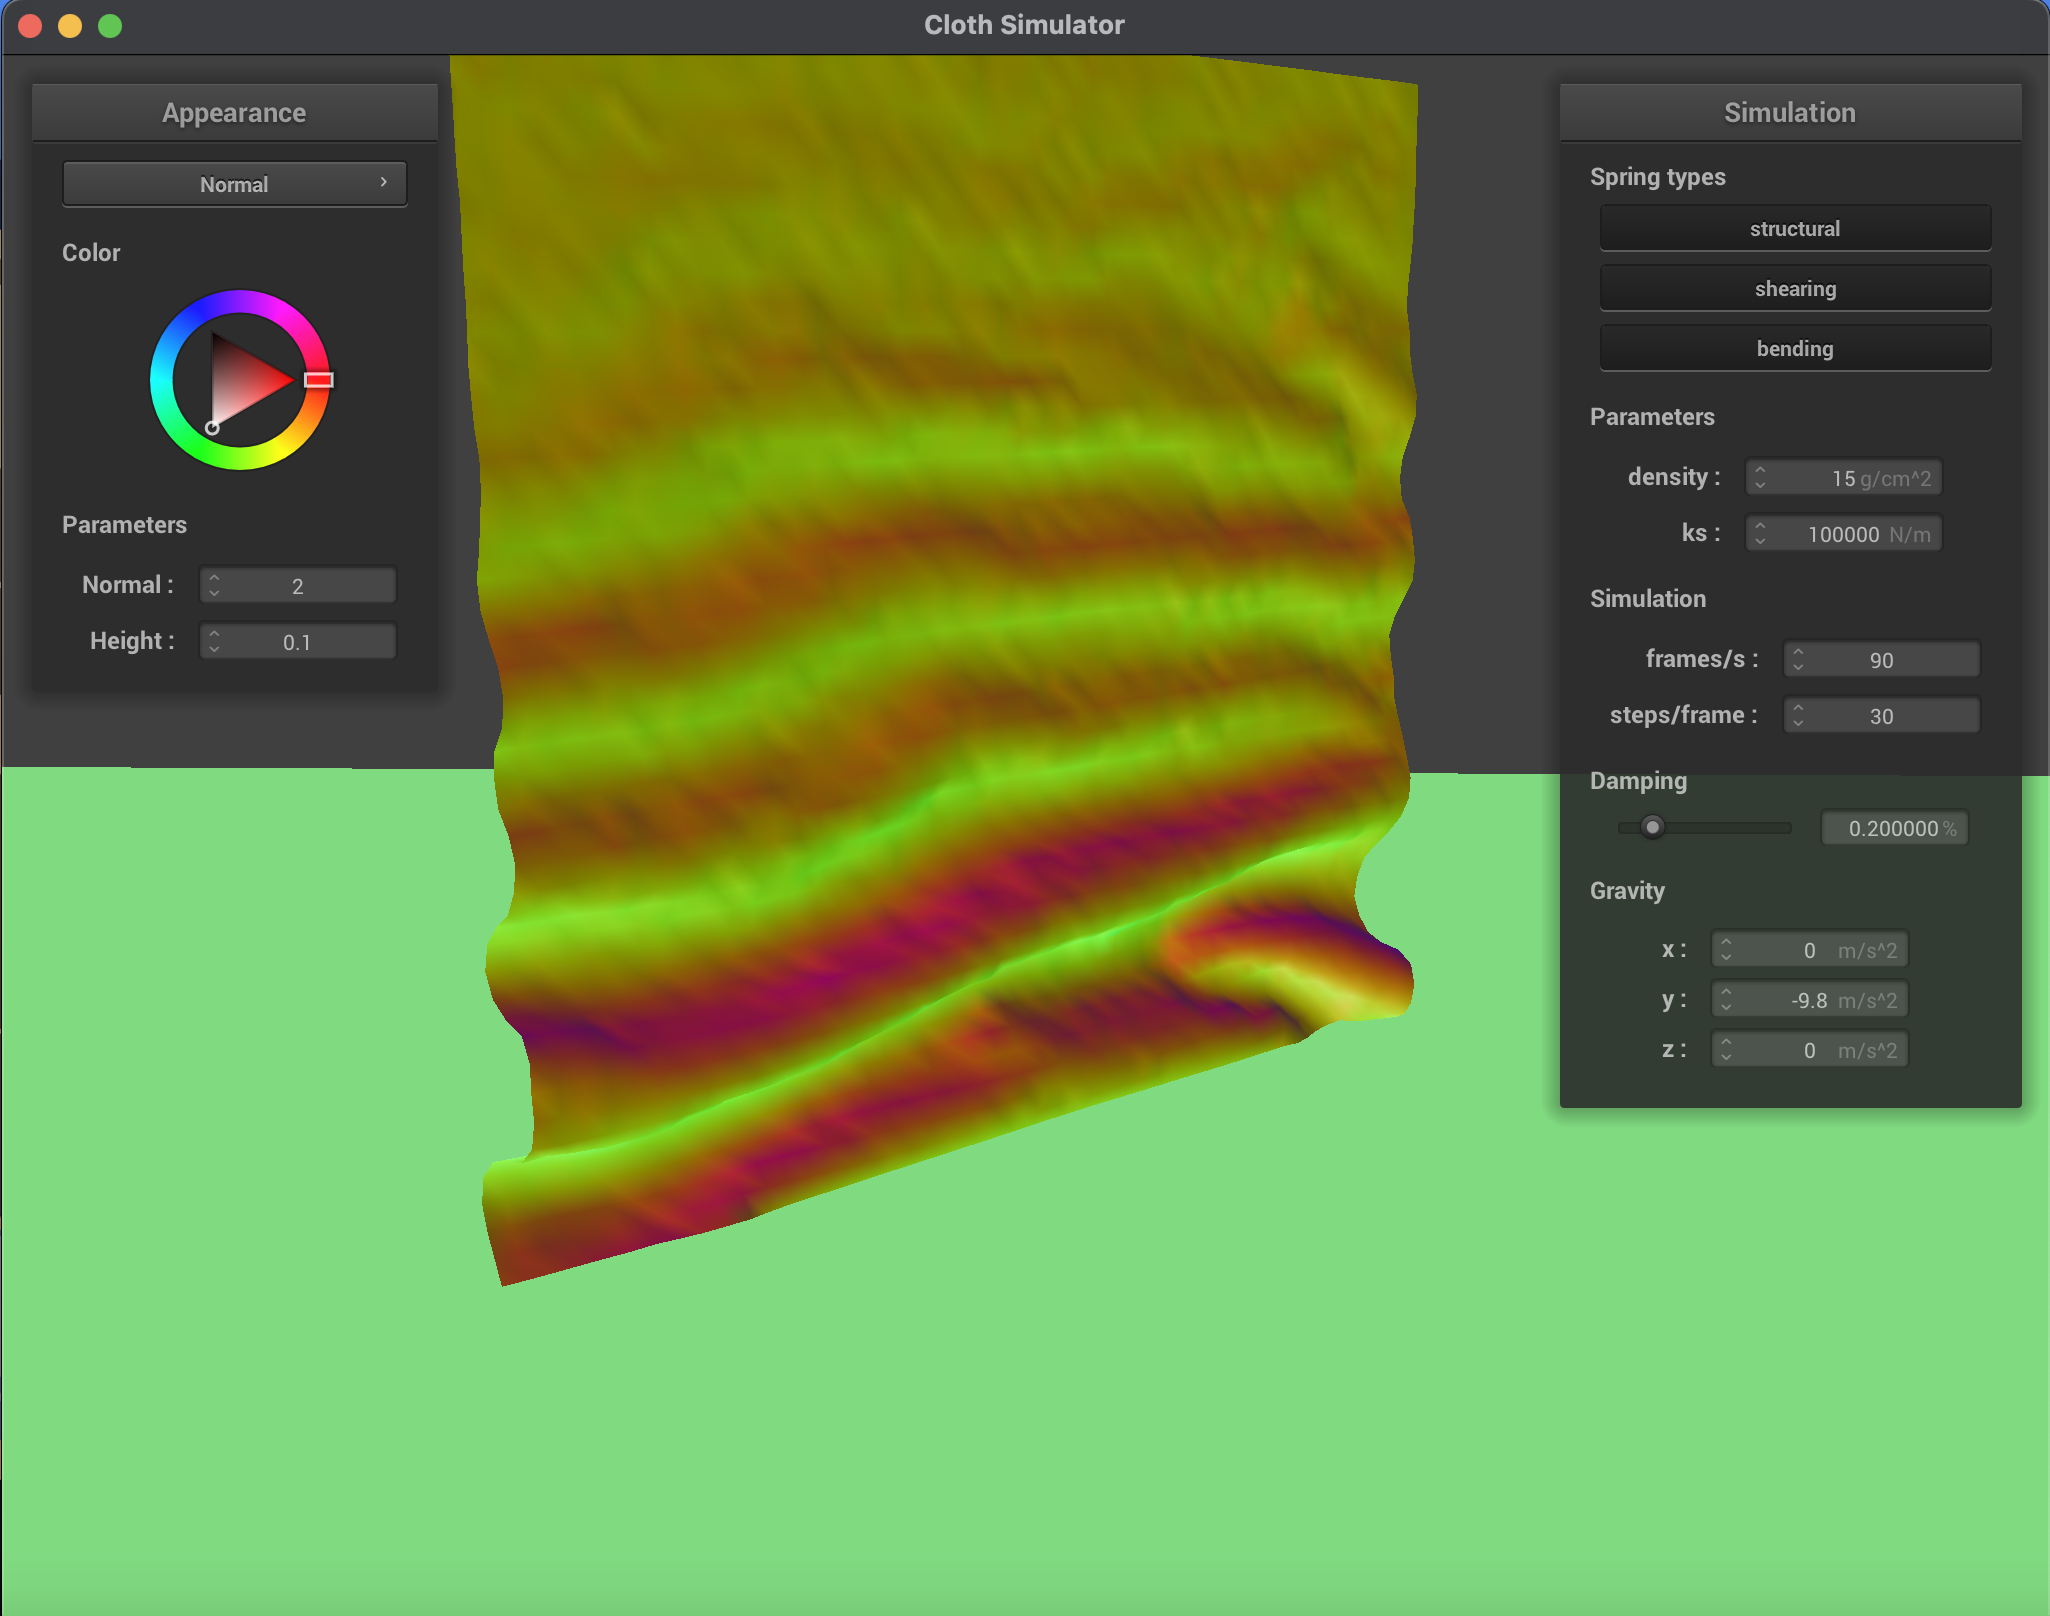 Cloth Simulator
Appearance
Normal
Color
Parameters
Normal : 2
Height : 0.1
Simulation
Spring types
structural
shearing
bending
Parameters
density : 15 g/cm^2
ks : 100000 N/m
Simulation
frames/s : 90
steps/frame : 30
Damping
0.200000 %
Gravity
x : 0 m/s^2
y : -9.8 m/s^2
z : 0 m/s^2